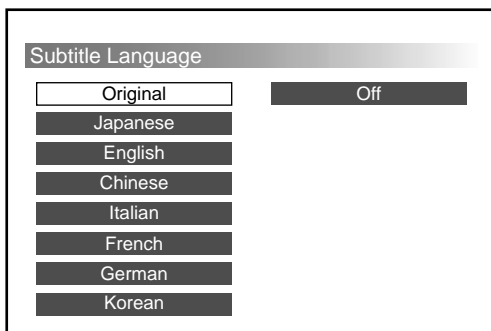 Subtitle Language
Original
Off
Japanese
English
Chinese
Italian
French
German
Korean